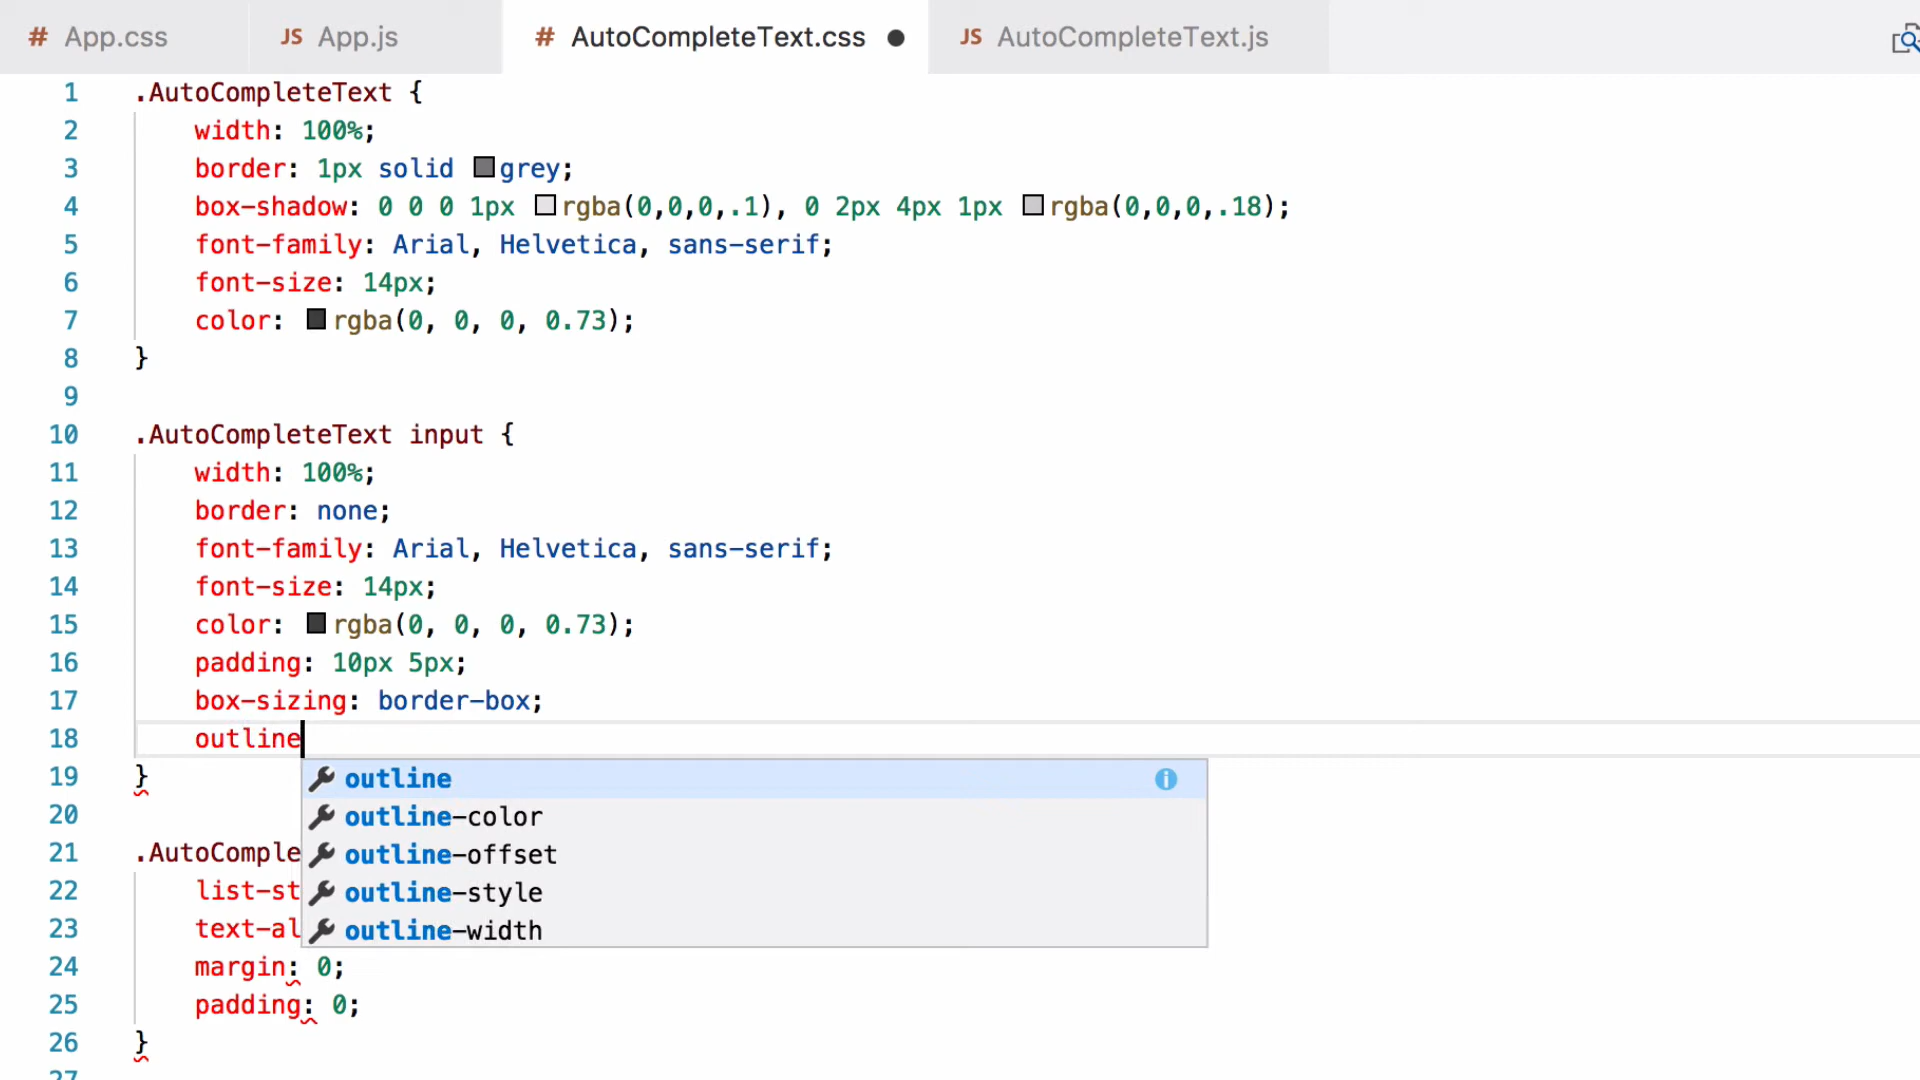 # App.css JS App.js # AutoCompleteText.css ● JS AutoCompleteText.js
1 .AutoCompleteText {
2 width: 100%;
3 border: 1px solid grey;
4 box-shadow: 0 0 0 1px rgba(0,0,0,.1), 0 2px 4px 1px rgba(0,0,0,.18);
5 font-family: Arial, Helvetica, sans-serif;
6 font-size: 14px;
7 color: rgba(0, 0, 0, 0.73);
8 }
9
10 .AutoCompleteText input {
11 width: 100%;
12 border: none;
13 font-family: Arial, Helvetica, sans-serif;
14 font-size: 14px;
15 color: rgba(0, 0, 0, 0.73);
16 padding: 10px 5px;
17 box-sizing: border-box;
18 outline
19 }
outline
20
outline-color
21 .AutoComple
outline-offset
22 list-st
outline-style
23 text-al
outline-width
24 margin: 0;
25 padding: 0;
26 }
27